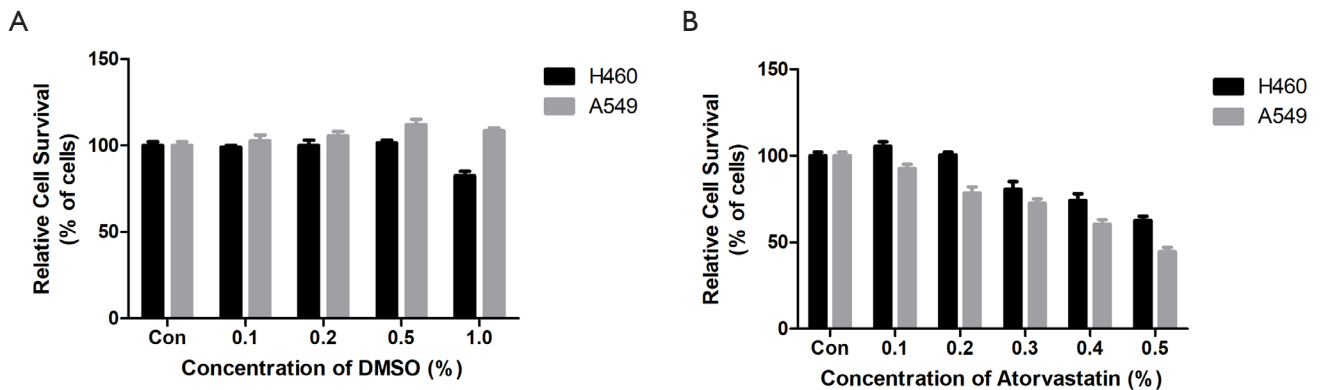 A
Relative Cell Survival
(% of cells)
150
100
50
0
Con 0.1 0.2 0.5 1.0
Concentration of DMSO (%)
H460
A549
B
Relative Cell Survival
(% of cells)
150
100
50
0
Con 0.1 0.2 0.3 0.4 0.5
Concentration of Atorvastatin (%)
H460
A549